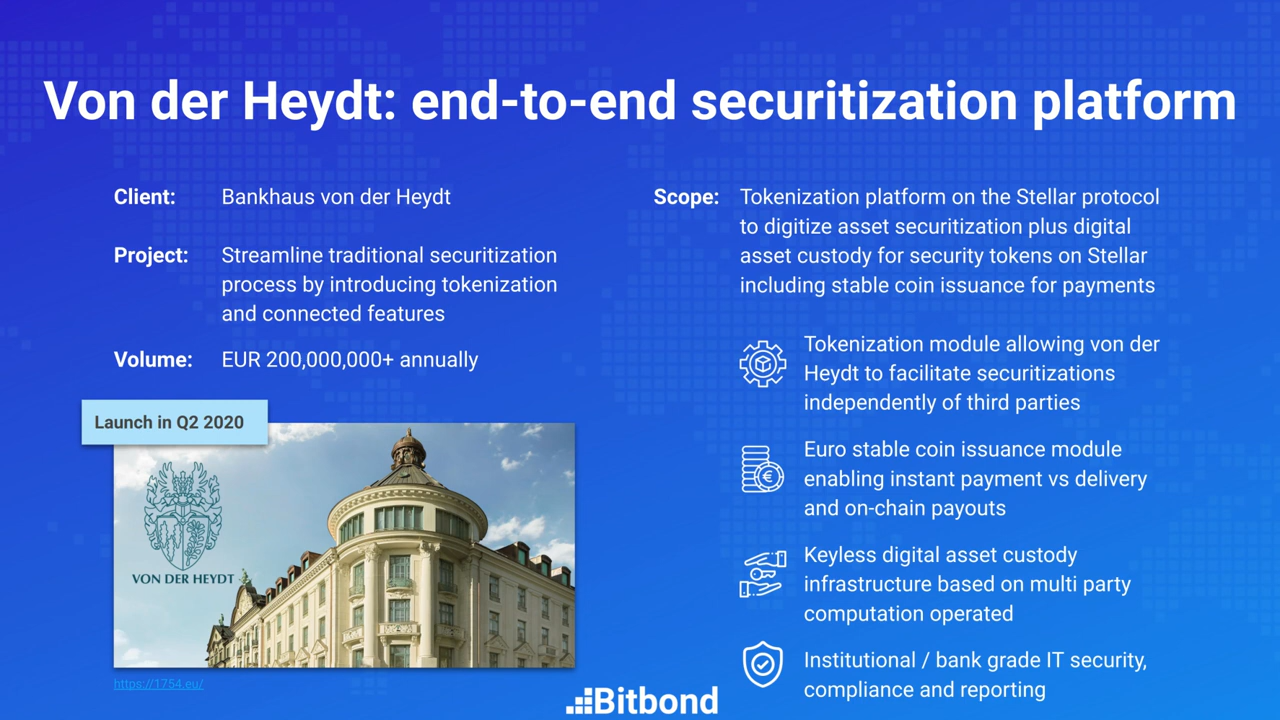 Von der Heydt: end-to-end securitization platform
Client: Bankhaus von der Heydt
Project: Streamline traditional securitization
process by introducing tokenization
and connected features
Volume: EUR 200,000,000+ annually
Launch in Q2 2020
VON DER HEYDT
https://1754.eu/
Scope: Tokenization platform on the Stellar protocol
to digitize asset securitization plus digital
asset custody for security tokens on Stellar
including stable coin issuance for payments
Tokenization module allowing von der
Heydt to facilitate securitizations
independently of third parties
Euro stable coin issuance module
enabling instant payment vs delivery
and on-chain payouts
Keyless digital asset custody
infrastructure based on multi party
computation operated
Institutional / bank grade IT security,
compliance and reporting
Bitbond